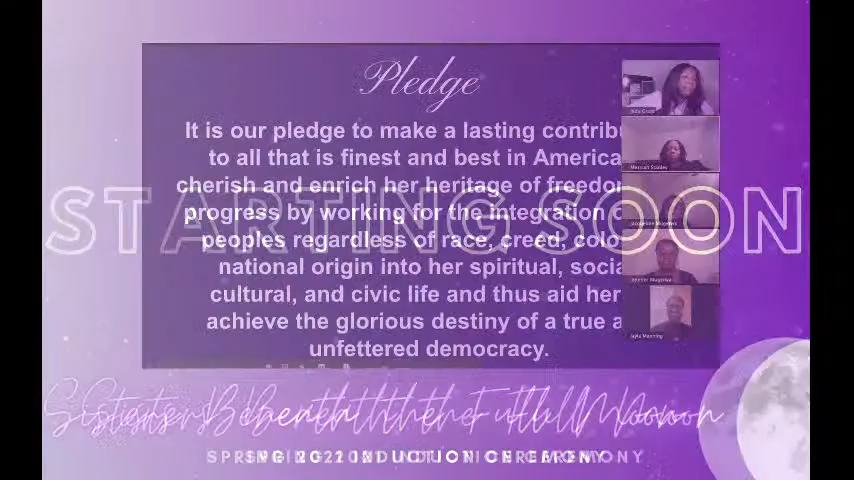 Pledge
It is our pledge to make a lasting contribu
to all that is finest and best in America
cherish and enrich her heritage of freedo
progress by working for the integration
peoples regardless of race, creed, colo
national origin into her spiritual, socia
cultural, and civic life and thus aid her
achieve the glorious destiny of a true a
unfettered democracy.
STARTING SOON
Sisters Beneath the Full Moon
INDUCTION CEREMONY